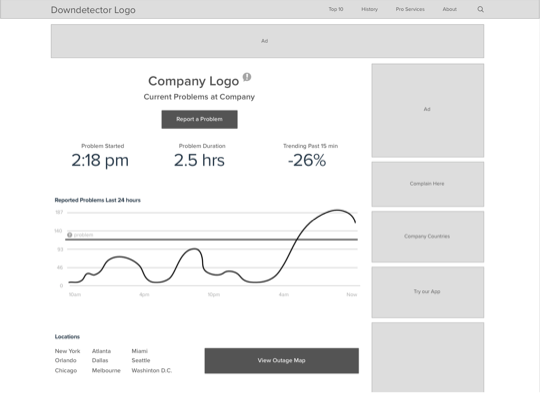 Downdetector Logo
Top 10 History Pro Services About
Ad
Company Logo
Current Problems at Company
Report a Problem
Ad
Problem Started Problem Duration Trending Past 15 min
2:18 pm 2.5 hrs -26%
Complain Here
Reported Problems Last 24 hours
187
140
problem
Company Countries
93
46
0
10am 4pm 10pm 4am Now
Try our App
Locations
New York Atlanta Miami
Orlando Dallas Seattle
Chicago Melbourne Washinton D.C.
View Outage Map